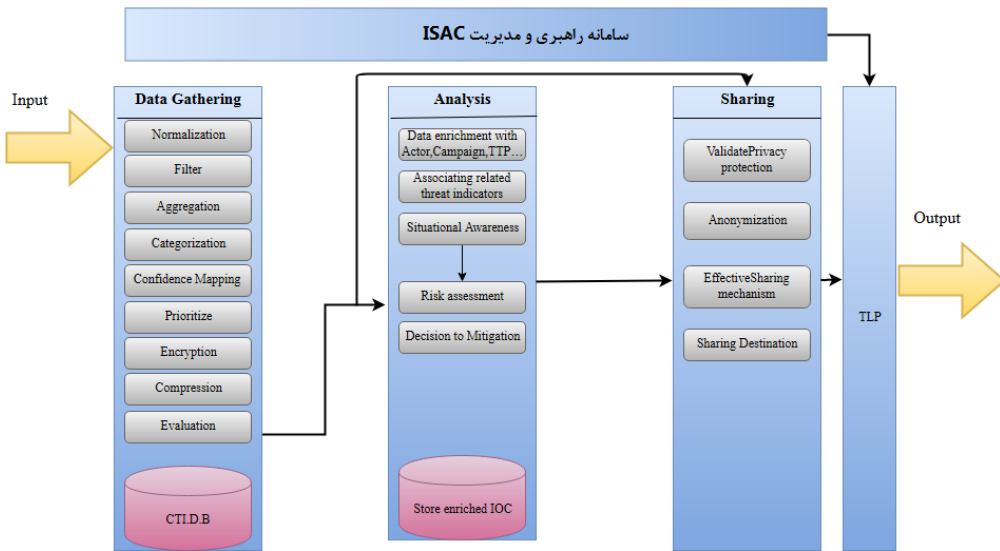 سامانه راهبری و مدیریت ISAC
Input
Data Gathering
Normalization
Filter
Aggregation
Categorization
Confidence Mapping
Prioritize
Encryption
Compression
Evaluation
CTI.D.B
Analysis
Data enrichment with
Actor,Campaign,TTP...
Associating related
threat indicators
Situational Awareness
Risk assessment
Decision to Mitigation
Store enriched IOC
Sharing
ValidatePrivacy
protection
Anonymization
EffectiveSharing
mechanism
Sharing Destination
TLP
Output